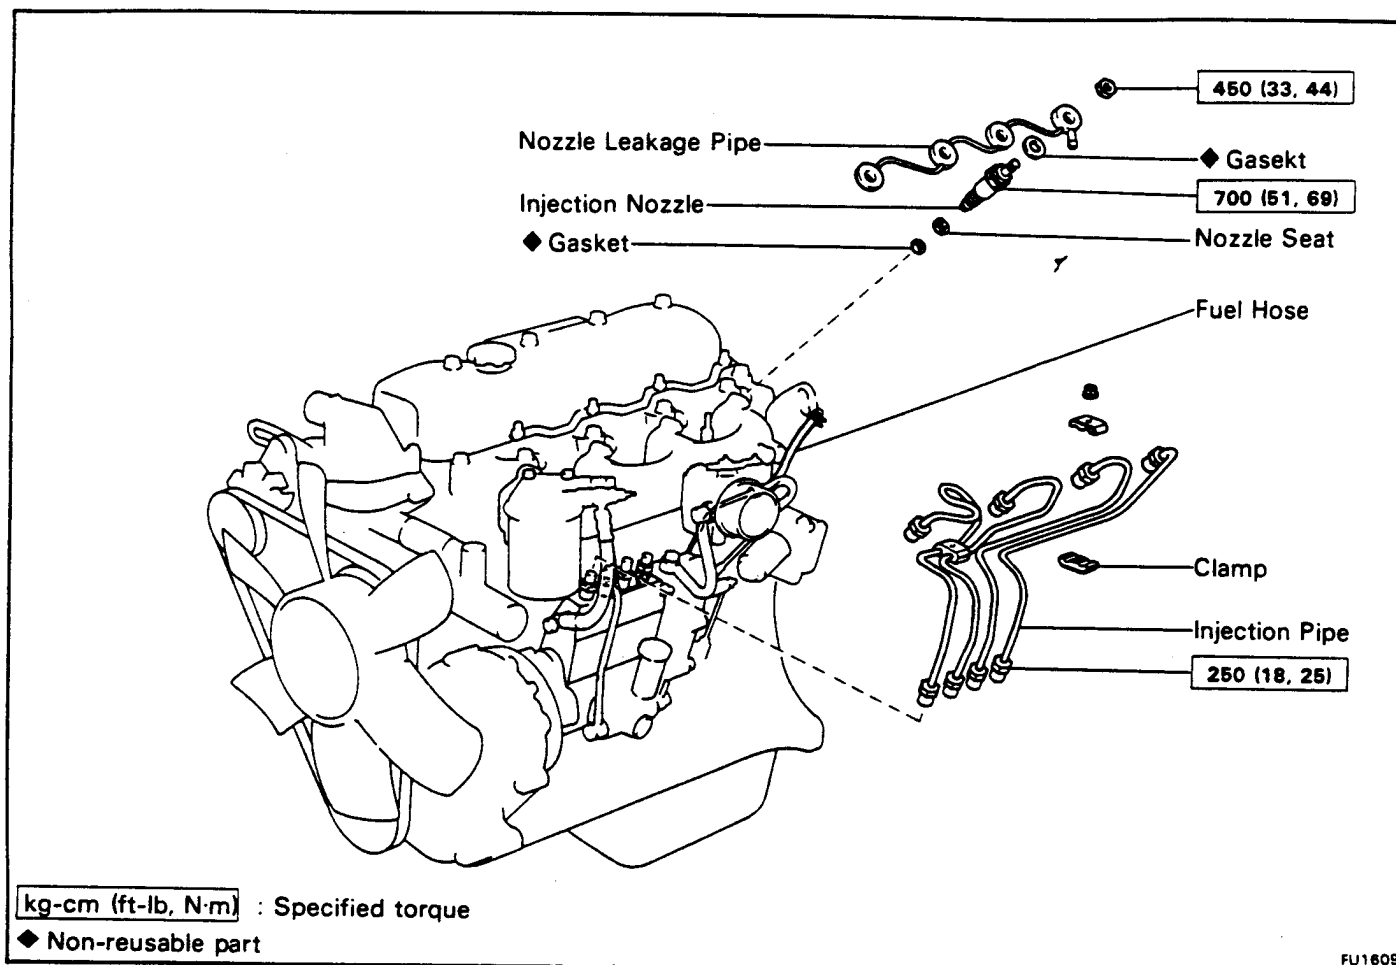 450 (33, 44)
Nozzle Leakage Pipe
◆ Gasekt
Injection Nozzle
700 (51, 69)
◆ Gasket
Nozzle Seat
Fuel Hose
Clamp
Injection Pipe
250 (18, 25)
kg-cm (ft-lb, N·m) : Specified torque
◆ Non-reusable part
FU1609